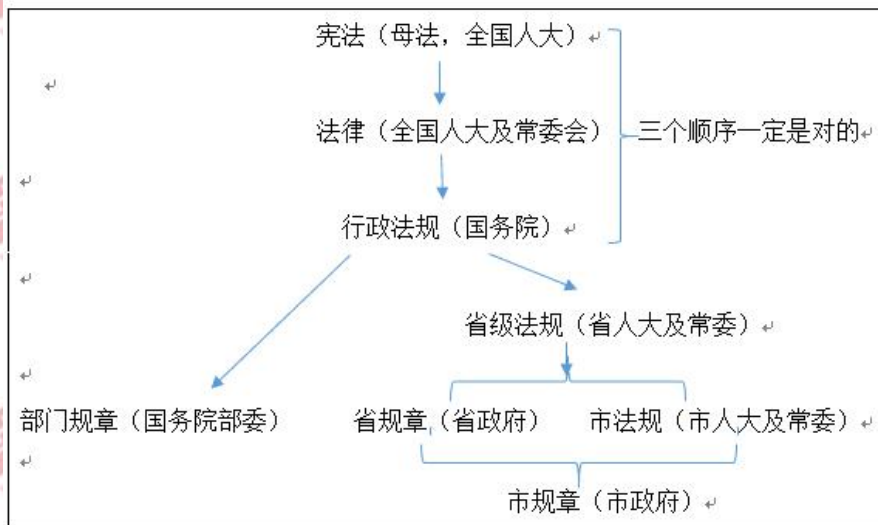 宪法（母法，全国人大）
法律（全国人大及常委会）
三个顺序一定是对的
行政法规（国务院）
省级法规（省人大及常委）
部门规章（国务院部委）
省规章（省政府）
市法规（市人大及常委）
市规章（市政府）